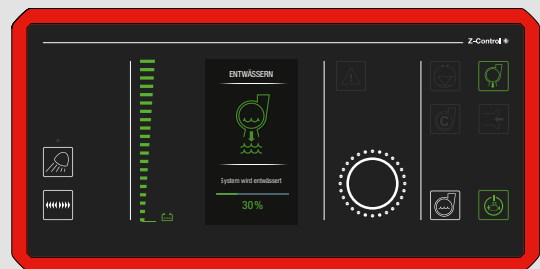 Z-Control
ENTWÄSSERN
System wird entwässert
30%
C